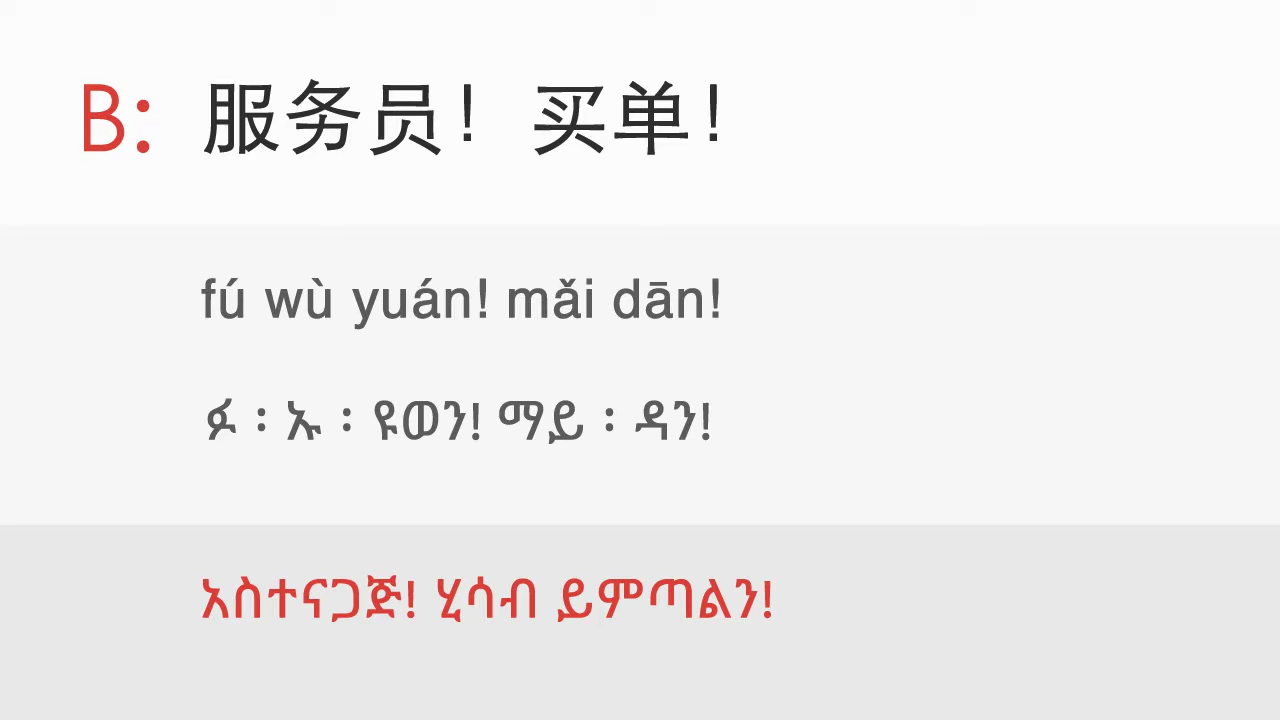 B: 服务员！ 买单！
fú wù yuán! mǎi dān!
ፉ ፡ ኡ ፡ ዩወን! ማይ ፡ ዳን!
አስተናጋጅ! ሂሳብ ይምጣልን!